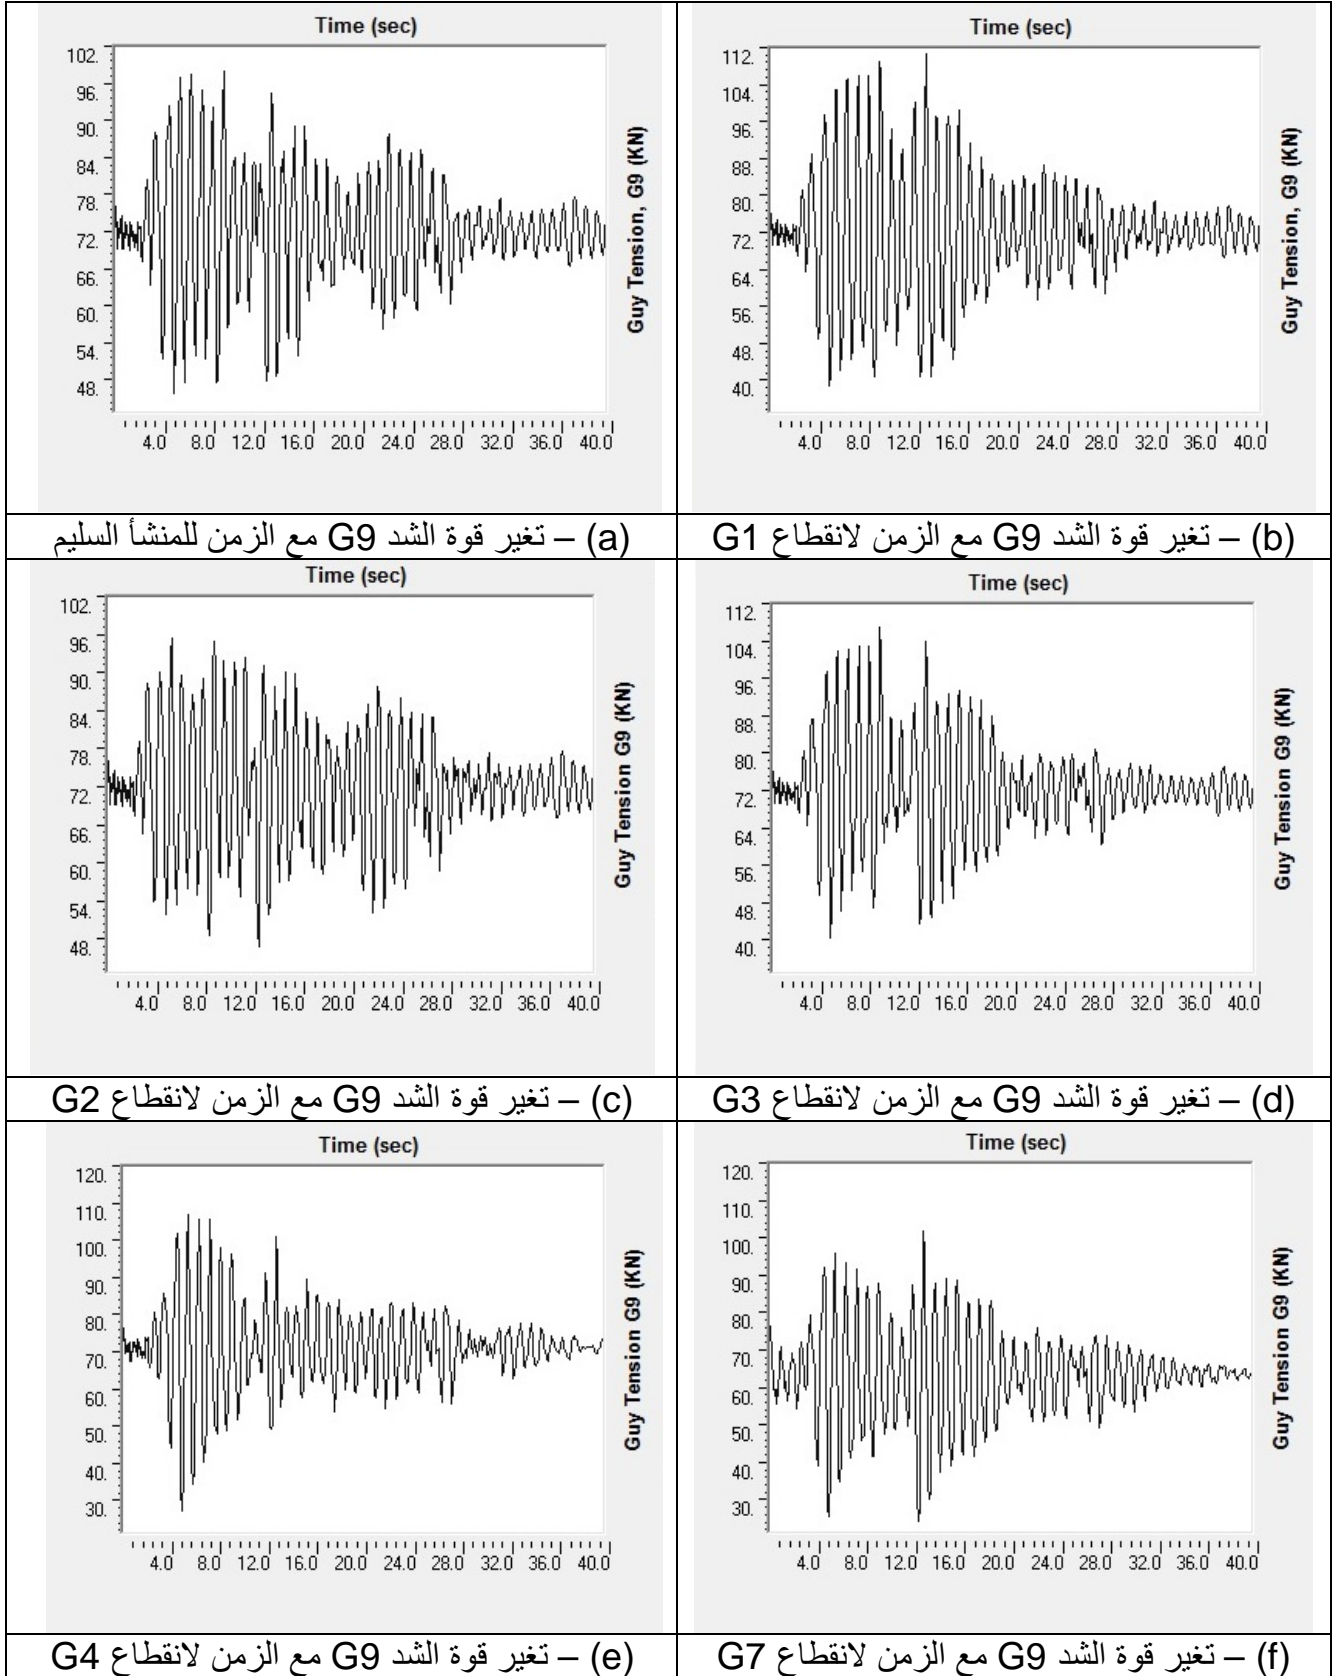 Time (sec)
102.
96.
90.
84.
78.
72.
66.
60.
54.
48.
Guy Tension, G9 (KN)
4.0 8.0 12.0 16.0 20.0 24.0 28.0 32.0 36.0 40.0
(a) – تغير قوة الشد G9 مع الزمن للمنشأ السليم
Time (sec)
112.
104.
96.
88.
80.
72.
64.
56.
48.
40.
Guy Tension, G9 (KN)
4.0 8.0 12.0 16.0 20.0 24.0 28.0 32.0 36.0 40.0
(b) – تغير قوة الشد G9 مع الزمن لانقطاع G1
Time (sec)
102.
96.
90.
84.
78.
72.
66.
60.
54.
48.
Guy Tension G9 (KN)
4.0 8.0 12.0 16.0 20.0 24.0 28.0 32.0 36.0 40.0
(c) – تغير قوة الشد G9 مع الزمن لانقطاع G2
Time (sec)
112.
104.
96.
88.
80.
72.
64.
56.
48.
40.
Guy Tension G9 (KN)
4.0 8.0 12.0 16.0 20.0 24.0 28.0 32.0 36.0 40.0
(d) – تغير قوة الشد G9 مع الزمن لانقطاع G3
Time (sec)
120.
110.
100.
90.
80.
70.
60.
50.
40.
30.
Guy Tension G9 (KN)
4.0 8.0 12.0 16.0 20.0 24.0 28.0 32.0 36.0 40.0
(e) – تغير قوة الشد G9 مع الزمن لانقطاع G4
Time (sec)
120.
110.
100.
90.
80.
70.
60.
50.
40.
30.
Guy Tension G9 (KN)
4.0 8.0 12.0 16.0 20.0 24.0 28.0 32.0 36.0 40.0
(f) – تغير قوة الشد G9 مع الزمن لانقطاع G7